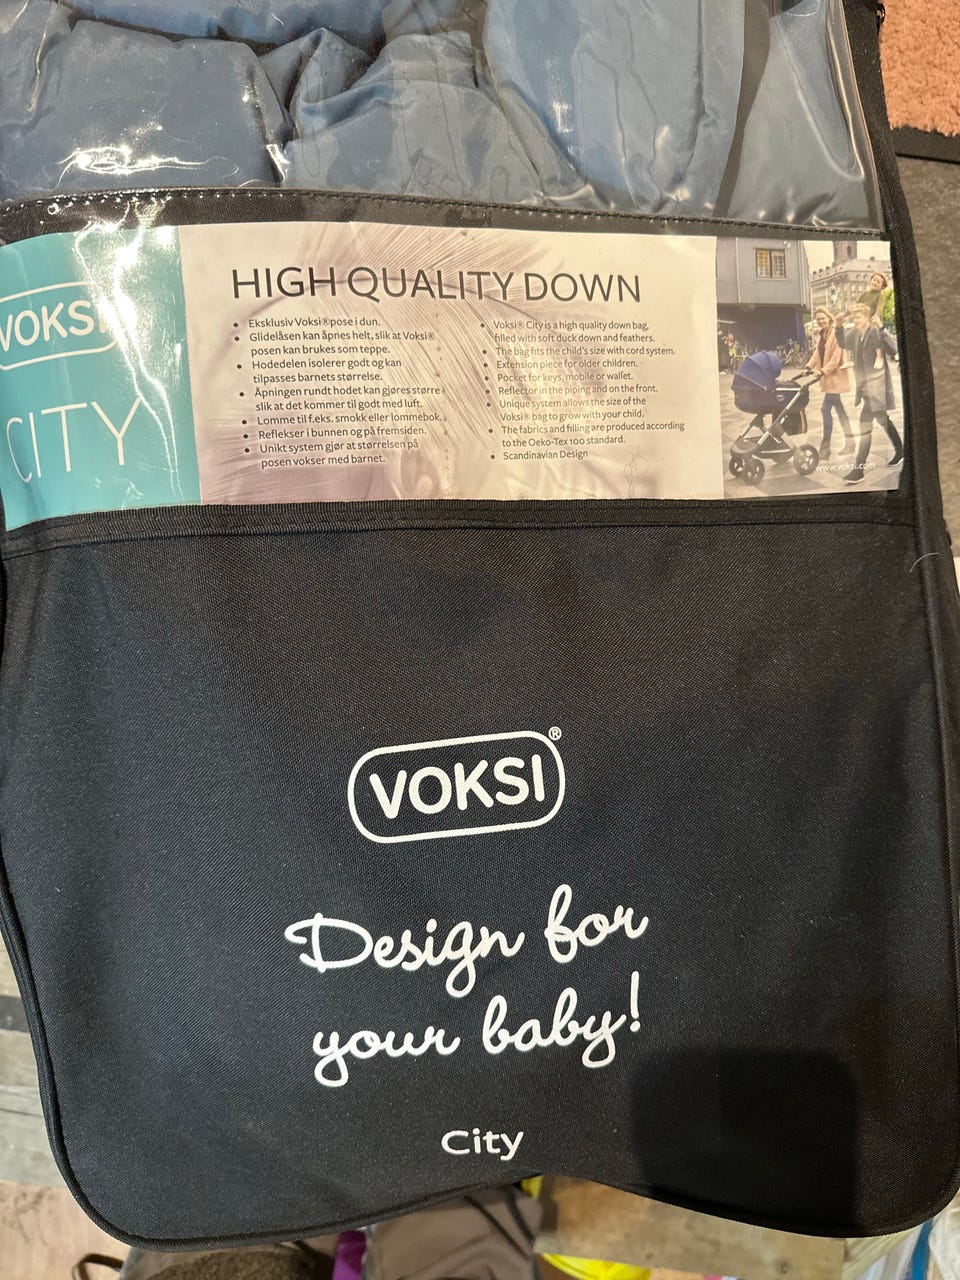 VOKSI
CITY
HIGH QUALITY DOWN
• Eksklusiv Voksi® pose i dun.
• Glidelåsen kan åpnes helt, slik at Voksi®
posen kan brukes som teppe.
• Hodedelen isolerer godt og kan
tilpasses barnets størrelse.
• Åpningen rundt hodet kan gjøres større
slik at det kommer til godt med luft.
• Lomme til f.eks. smokk eller lommebok.
• Reflekser i bunnen og på fremsiden.
• Unikt system gjør at størrelsen på
posen vokser med barnet.
• Voksi® City is a high quality down bag,
filled with soft duck down and feathers.
• The bag fits the child's size with cord system.
• Extension piece for older children.
• Pocket for keys, mobile or wallet.
• Reflector in the piping and on the front.
• Unique system allows the size of the
Voksi® bag to grow with your child.
• The fabrics and filling are produced according
to the Oeko-Tex 100 standard.
• Scandinavian Design
www.voksi.com
VOKSI®
Design for
your baby!
City